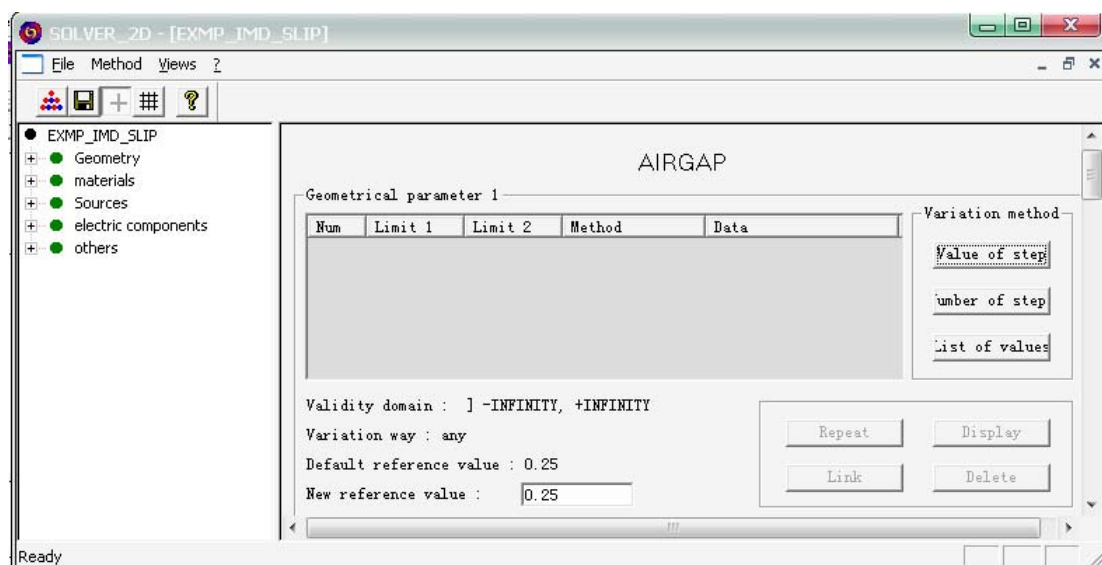 SOLVER_2D - [EXMP_IMD_SLIP]
File Method Views ?
EXMP_IMD_SLIP
Geometry
materials
Sources
electric components
others
AIRGAP
Geometrical parameter 1
Num Limit 1 Limit 2 Method Data
Variation method
Value of step
umber of step
List of values
Validity domain : ] -INFINITY, +INFINITY
Variation way : any
Default reference value : 0.25
New reference value : 0.25
Repeat Display
Link Delete
Ready